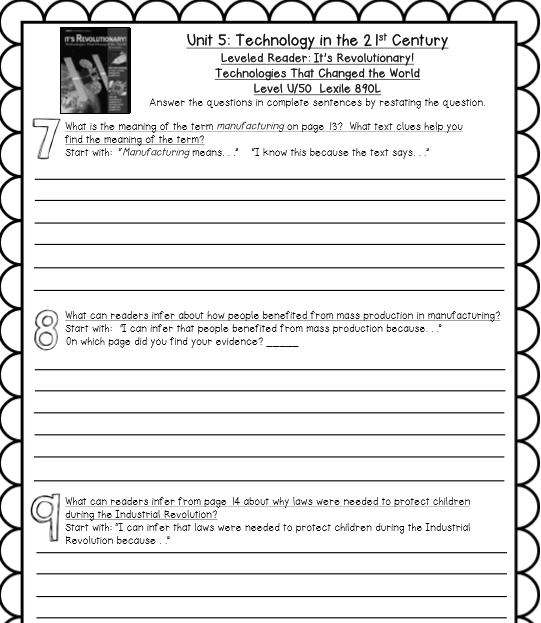 IT'S REVOLUTIONARY!
Unit 5: Technology in the 21st Century
Leveled Reader: It's Revolutionary!
Technologies That Changed the World
Level U/50 Lexile 890L
Answer the questions in complete sentences by restating the question.
7
What is the meaning of the term manufacturing on page 13? What text clues help you
find the meaning of the term?
Start with: "Manufacturing means. . ." "I know this because the text says. . ."
8
What can readers infer about how people benefited from mass production in manufacturing?
Start with: "I can infer that people benefited from mass production because. . ."
On which page did you find your evidence? _____
9
What can readers infer from page 14 about why laws were needed to protect children
during the Industrial Revolution?
Start with: "I can infer that laws were needed to protect children during the Industrial
Revolution because . ."